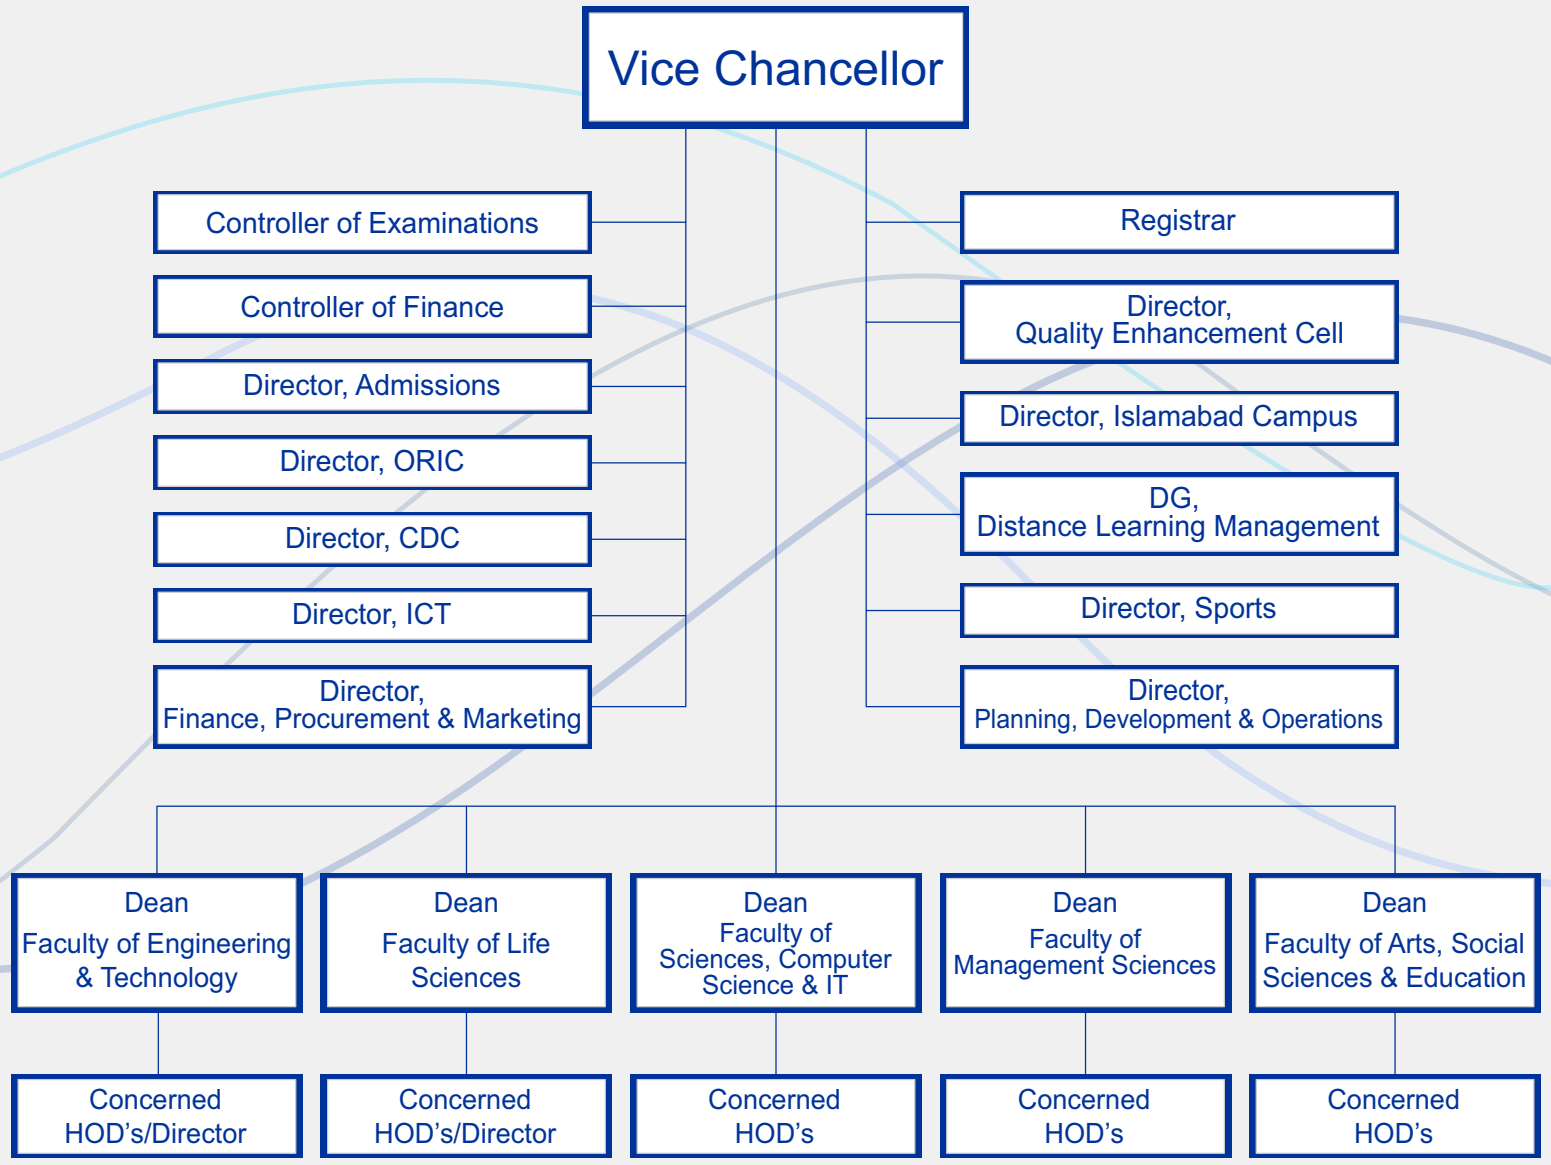 Vice Chancellor
Controller of Examinations
Controller of Finance
Director, Admissions
Director, ORIC
Director, CDC
Director, ICT
Director,
Finance, Procurement & Marketing
Registrar
Director,
Quality Enhancement Cell
Director, Islamabad Campus
DG,
Distance Learning Management
Director, Sports
Director,
Planning, Development & Operations
Dean
Faculty of Engineering
& Technology
Dean
Faculty of Life
Sciences
Dean
Faculty of
Sciences, Computer
Science & IT
Dean
Faculty of
Management Sciences
Dean
Faculty of Arts, Social
Sciences & Education
Concerned
HOD’s/Director
Concerned
HOD’s/Director
Concerned
HOD’s
Concerned
HOD’s
Concerned
HOD’s